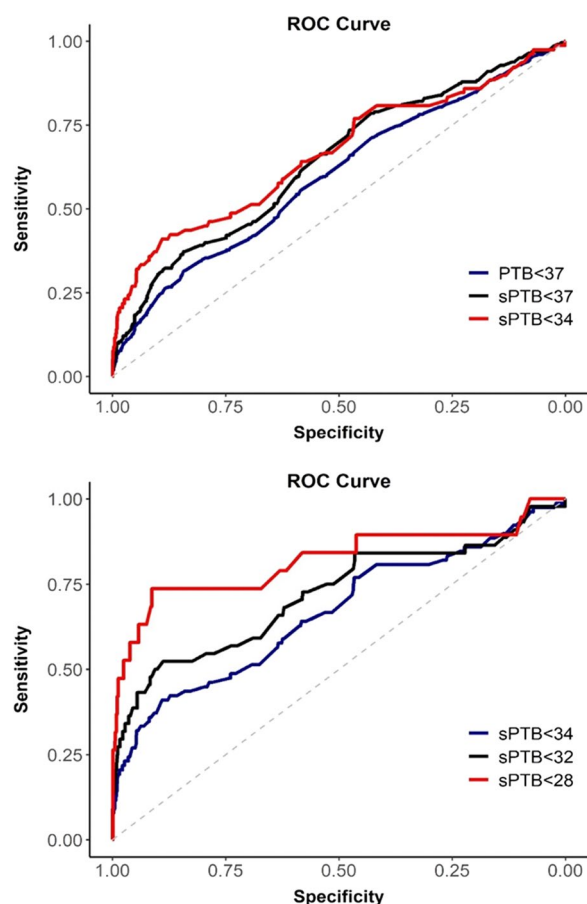 ROC Curve
1.00
0.75
0.50
0.25
0.00
Sensitivity
PTB<37
sPTB<37
sPTB<34
1.00 0.75 0.50 0.25 0.00
Specificity
ROC Curve
1.00
0.75
0.50
0.25
0.00
Sensitivity
sPTB<34
sPTB<32
sPTB<28
1.00 0.75 0.50 0.25 0.00
Specificity